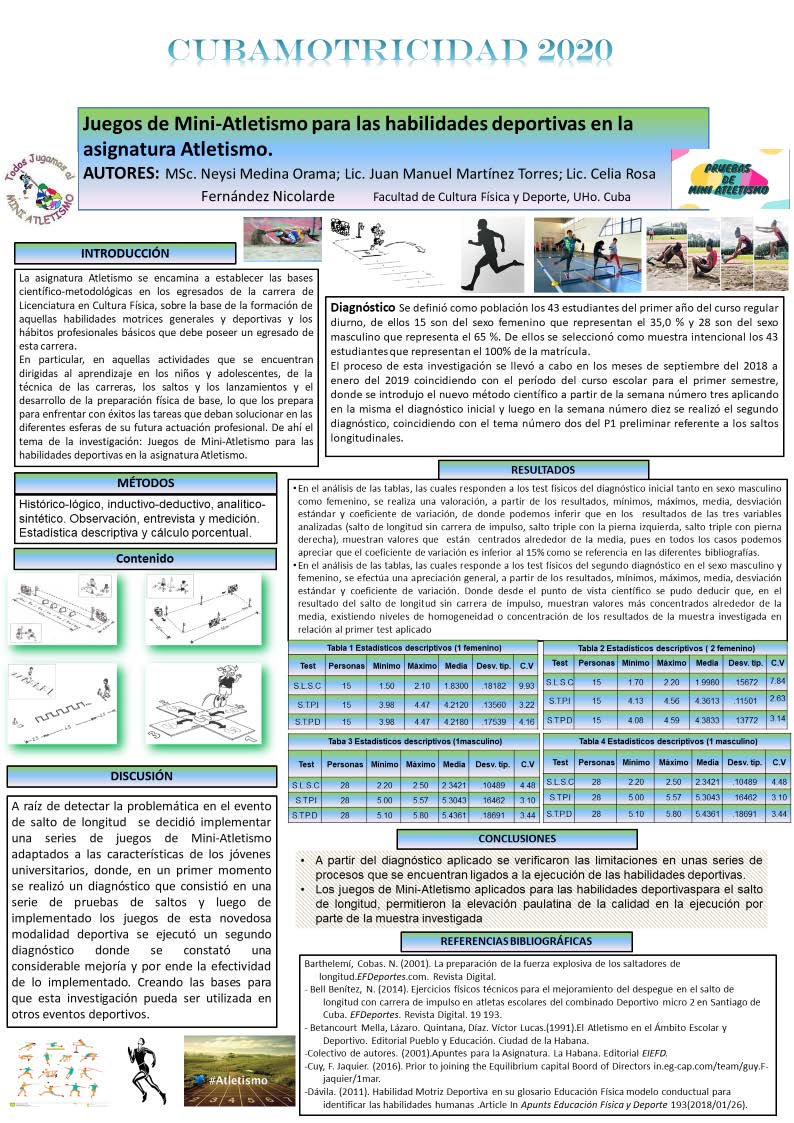 CUBAMOTRICIDAD 2020
Juegos de Mini-Atletismo para las habilidades deportivas en la
asignatura Atletismo.
AUTORES: MSc. Neysi Medina Orama; Lic. Juan Manuel Martínez Torres; Lic. Celia Rosa
Fernández Nicolarde Facultad de Cultura Física y Deporte, UHo. Cuba
Todos Jugamos al
MINI ATLETISMO
PRUEBAS
DE
MINI ATLETISMO
INTRODUCCIÓN
La asignatura Atletismo se encamina a establecer las bases
científico-metodológicas en los egresados de la carrera de
Licenciatura en Cultura Física, sobre la base de la formación de
aquellas habilidades motrices generales y deportivas y los
hábitos profesionales básicos que debe poseer un egresado de
esta carrera.
En particular, en aquellas actividades que se encuentran
dirigidas al aprendizaje en los niños y adolescentes, de la
técnica de las carreras, los saltos y los lanzamientos y el
desarrollo de la preparación física de base, lo que los prepara
para enfrentar con éxitos las tareas que deban solucionar en las
diferentes esferas de su futura actuación profesional. De ahí el
tema de la investigación: Juegos de Mini-Atletismo para las
habilidades deportivas en la asignatura Atletismo.
MÉTODOS
Histórico-lógico, inductivo-deductivo, analítico-
sintético. Observación, entrevista y medición.
Estadística descriptiva y cálculo porcentual.
Contenido
DISCUSIÓN
A raíz de detectar la problemática en el evento
de salto de longitud se decidió implementar
una series de juegos de Mini-Atletismo
adaptados a las características de los jóvenes
universitarios, donde, en un primer momento
se realizó un diagnóstico que consistió en una
serie de pruebas de saltos y luego de
implementado los juegos de esta novedosa
modalidad deportiva se ejecutó un segundo
diagnóstico donde se constató una
considerable mejoría y por ende la efectividad
de lo implementado. Creando las bases para
que esta investigación pueda ser utilizada en
otros eventos deportivos.
#Atletismo
Diagnóstico Se definió como población los 43 estudiantes del primer año del curso regular
diurno, de ellos 15 son del sexo femenino que representan el 35,0 % y 28 son del sexo
masculino que representa el 65 %. De ellos se seleccionó como muestra intencional los 43
estudiantes que representan el 100% de la matrícula.
El proceso de esta investigación se llevó a cabo en los meses de septiembre del 2018 a
enero del 2019 coincidiendo con el período del curso escolar para el primer semestre,
donde se introdujo el nuevo método científico a partir de la semana número tres aplicando
en la misma el diagnóstico inicial y luego en la semana número diez se realizó el segundo
diagnóstico, coincidiendo con el tema número dos del P1 preliminar referente a los saltos
longitudinales.
RESULTADOS
•En el análisis de las tablas, las cuales responden a los test físicos del diagnóstico inicial tanto en sexo masculino
como femenino, se realiza una valoración, a partir de los resultados, mínimos, máximos, media, desviación
estándar y coeficiente de variación, de donde podemos inferir que en los resultados de las tres variables
analizadas (salto de longitud sin carrera de impulso, salto triple con la pierna izquierda, salto triple con pierna
derecha), muestran valores que están centrados alrededor de la media, pues en todos los casos podemos
apreciar que el coeficiente de variación es inferior al 15% como se referencia en las diferentes bibliografías.
•En el análisis de las tablas, las cuales responde a los test físicos del segundo diagnóstico en el sexo masculino y
femenino, se efectúa una apreciación general, a partir de los resultados, mínimos, máximos, media, desviación
estándar y coeficiente de variación. Donde desde el punto de vista científico se pudo deducir que, en el
resultado del salto de longitud sin carrera de impulso, muestran valores más concentrados alrededor de la
media, existiendo niveles de homogeneidad o concentración de los resultados de la muestra investigada en
relación al primer test aplicado
Tabla 1 Estadísticos descriptivos (1 femenino)
Test Personas Mínimo Máximo Media Desv. tip. C.V
S.L.S.C 15 1.50 2.10 1.8300 .18182 9.93
S.T.P.I 15 3.98 4.47 4.2120 .13560 3.22
S.T.P.D 15 3.98 4.47 4.2180 .17539 4.16
Tabla 2 Estadísticos descriptivos ( 2 femenino)
Test Personas Mínimo Máximo Media Desv. tip. C.V
S.L.S.C 15 1.70 2.20 1.9980 .15672 7.84
S.T.P.I 15 4.13 4.56 4.3613 .11501 2.63
S.T.P.D 15 4.08 4.59 4.3833 .13772 3.14
Taba 3 Estadísticos descriptivos (1masculino)
Test Personas Mínimo Máximo Media Desv. tip. C.V
S.L.S.C 28 2.20 2.50 2.3421 .10489 4.48
S.T.P.I 28 5.00 5.57 5.3043 .16462 3.10
S.T.P.D 28 5.10 5.80 5.4361 .18691 3.44
Tabla 4 Estadísticos descriptivos (1 masculino)
Test Personas Mínimo Máximo Media Desv. tip. C.V
S.L.S.C 28 2.20 2.50 2.3421 .10489 4.48
S.T.P.I 28 5.00 5.57 5.3043 .16462 3.10
S.T.P.D 28 5.10 5.80 5.4361 .18691 3.44
CONCLUSIONES
• A partir del diagnóstico aplicado se verificaron las limitaciones en unas series de
procesos que se encuentran ligados a la ejecución de las habilidades deportivas.
• Los juegos de Mini-Atletismo aplicados para las habilidades deportivaspara el salto
de longitud, permitieron la elevación paulatina de la calidad en la ejecución por
parte de la muestra investigada
REFERENCIAS BIBLIOGRÁFICAS
Barthelemí, Cobas. N. (2001). La preparación de la fuerza explosiva de los saltadores de
longitud.EFDeportes.com. Revista Digital.
- Bell Benítez, N. (2014). Ejercicios físicos técnicos para el mejoramiento del despegue en el salto de
longitud con carrera de impulso en atletas escolares del combinado Deportivo micro 2 en Santiago de
Cuba. EFDeportes. Revista Digital. 19 193.
- Betancourt Mella, Lázaro. Quintana, Díaz. Víctor Lucas.(1991).El Atletismo en el Ámbito Escolar y
Deportivo. Editorial Pueblo y Educación. Ciudad de la Habana.
-Colectivo de autores. (2001).Apuntes para la Asignatura. La Habana. Editorial EIEFD.
-Cuy, F. Jaquier. (2016). Prior to joining the Equilibrium capital Boord of Directors in.eg-cap.com/team/guy.F-
jaquier/1mar.
-Dávila. (2011). Habilidad Motriz Deportiva en su glosario Educación Física modelo conductual para
identificar las habilidades humanas .Article In Apunts Educación Física y Deporte 193(2018/01/26).